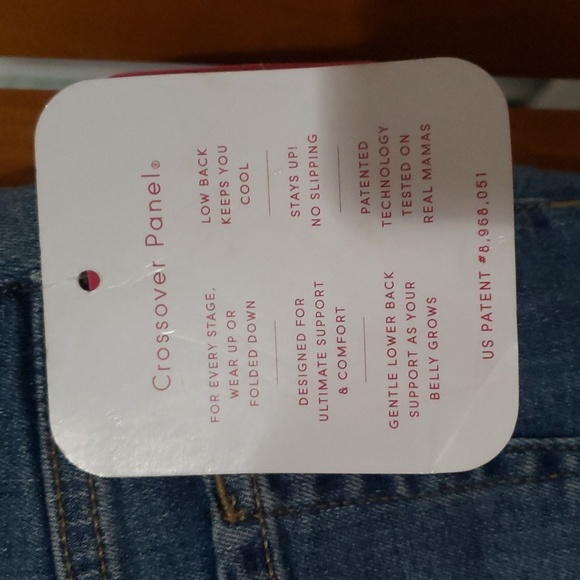 Crossover Panel®
FOR EVERY STAGE,
WEAR UP OR
FOLDED DOWN
DESIGNED FOR
ULTIMATE SUPPORT
& COMFORT
GENTLE LOWER BACK
SUPPORT AS YOUR
BELLY GROWS
LOW BACK
KEEPS YOU
COOL
STAYS UP!
NO SLIPPING
PATENTED
TECHNOLOGY
TESTED ON
REAL MAMAS
US PATENT #8,968,051